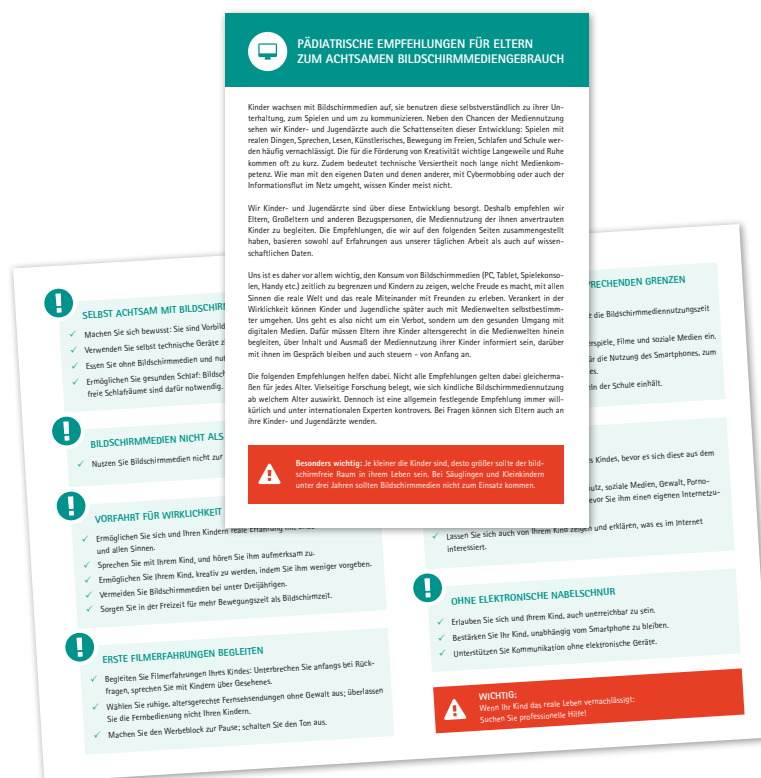 PÄDIATRISCHE EMPFEHLUNGEN FÜR ELTERN
ZUM ACHTSAMEN BILDSCHIRMMEDIENGEBRAUCH
Kinder wachsen mit Bildschirmmedien auf, sie benutzen diese selbstverständlich zu ihrer Un-
terhaltung, zum Spielen und um zu kommunizieren. Neben den Chancen der Mediennutzung
sehen wir Kinder- und Jugendärzte auch die Schattenseiten dieser Entwicklung: Spielen mit
realen Dingen, Sprechen, Lesen, Künstlerisches, Bewegung im Freien, Schlafen und Schule wer-
den häufig vernachlässigt. Die für die Förderung von Kreativität wichtige Langeweile und Ruhe
kommen oft zu kurz. Zudem bedeutet technische Versiertheit noch lange nicht Medienkom-
petenz. Wie man mit den eigenen Daten und denen anderer, mit Cybermobbing oder auch der
Informationsflut im Netz umgeht, wissen Kinder meist nicht.
Wir Kinder- und Jugendärzte sind über diese Entwicklung besorgt. Deshalb empfehlen wir
Eltern, Großeltern und anderen Bezugspersonen, die Mediennutzung der ihnen anvertrauten
Kinder zu begleiten. Die Empfehlungen, die wir auf den folgenden Seiten zusammengestellt
haben, basieren sowohl auf Erfahrungen aus unserer täglichen Arbeit als auch auf wissen-
schaftlichen Daten.
Uns ist es daher vor allem wichtig, den Konsum von Bildschirmmedien (PC, Tablet, Spielekonso-
len, Handy etc.) zeitlich zu begrenzen und Kindern zu zeigen, welche Freude es macht, mit allen
Sinnen die reale Welt und das reale Miteinander mit Freunden zu erleben. Verankert in der
Wirklichkeit können Kinder und Jugendliche später auch mit Medienwelten selbstbestimm-
ter umgehen. Uns geht es also nicht um ein Verbot, sondern um den gesunden Umgang mit
digitalen Medien. Dafür müssen Eltern ihre Kinder altersgerecht in die Medienwelten hinein
begleiten, über Inhalt und Ausmaß der Mediennutzung ihrer Kinder informiert sein, darüber
mit ihnen im Gespräch bleiben und auch steuern - von Anfang an.
Die folgenden Empfehlungen helfen dabei. Nicht alle Empfehlungen gelten dabei gleicherma-
ßen für jedes Alter. Vielseitige Forschung belegt, wie sich kindliche Bildschirmmediennutzung
ab welchem Alter auswirkt. Dennoch ist eine allgemein festlegende Empfehlung immer will-
kürlich und unter internationalen Experten kontrovers. Bei Fragen können sich Eltern auch an
ihre Kinder- und Jugendärzte wenden.
Besonders wichtig: Je kleiner die Kinder sind, desto größer sollte der bild-
schirmfreie Raum in ihrem Leben sein. Bei Säuglingen und Kleinkindern
unter drei Jahren sollten Bildschirmmedien nicht zum Einsatz kommen.
SELBST ACHTSAM MIT BILDSCHIRM
Machen Sie sich bewusst: Sie sind Vorbild
Verwenden Sie selbst technische Geräte
Essen Sie ohne Bildschirmmedien und
Ermöglichen Sie gesunden Schlaf:
freie Schlafräume sind dafür notwendig.
BILDSCHIRMMEDIEN NICHT ALS
Nutzen Sie Bildschirmmedien nicht zur
VORFAHRT FÜR WIRKLICHKEIT
Ermöglichen Sie sich und Ihren Kindern reale Erfahrung mit
und allen Sinnen.
Sprechen Sie mit Ihrem Kind, und hören Sie ihm aufmerksam zu.
Ermöglichen Sie Ihrem Kind, kreativ zu werden, indem Sie ihm weniger vorgeben.
Vermeiden Sie Bildschirmmedien bei unter Dreijährigen.
Sorgen Sie in der Freizeit für mehr Bewegungszeit als Bildschirmzeit.
ERSTE FILMERFAHRUNGEN BEGLEITEN
Begleiten Sie Filmerfahrungen Ihres Kindes: Unterbrechen Sie anfangs bei Rück-
fragen, sprechen Sie mit Kindern über Gesehenes.
Wählen Sie ruhige, altersgerechte Fernsehsendungen ohne Gewalt aus; überlassen
Sie die Fernbedienung nicht Ihren Kindern.
Machen Sie den Werbeblock zur Pause; schalten Sie den Ton aus.
GRENZEN
die Bildschirmmediennutzungszeit
Filme und soziale Medien ein.
für die Nutzung des Smartphones, zum
der Schule einhält.
Kindes, bevor es sich diese aus dem
soziale Medien, Gewalt, Porno-
bevor Sie ihm einen eigenen Internetzu-
Lassen Sie sich auch von Ihrem Kind zeigen und erklären, was es im Internet
interessiert.
OHNE ELEKTRONISCHE NABELSCHNUR
Erlauben Sie sich und Ihrem Kind, auch unerreichbar zu sein.
Bestärken Sie Ihr Kind, unabhängig vom Smartphone zu bleiben.
Unterstützen Sie Kommunikation ohne elektronische Geräte.
WICHTIG:
Wenn Ihr Kind das reale Leben vernachlässigt:
Suchen Sie professionelle Hilfe!